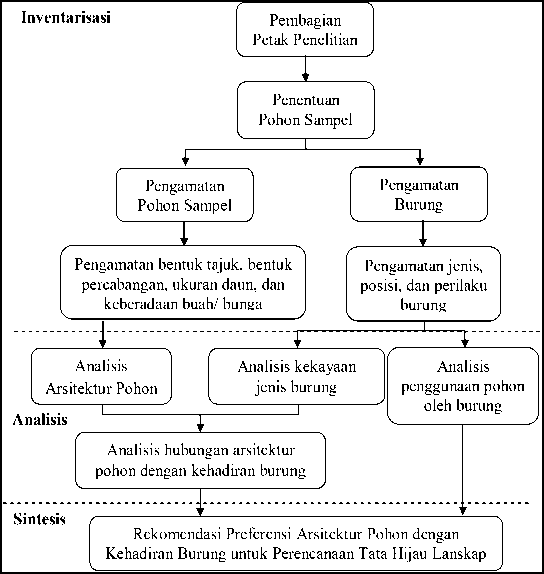 Inventarisasi
Pembagian
Petak Penelitian
Penentuan
Pohon Sampel
Pengamatan
Pohon Sampel
Pengamatan
Burung
Pengamatan bentuk tajuk, bentuk
percabangan, ukuran daun, dan
keberadaan buah/ bunga
Pengamatan jenis,
posisi, dan perilaku
burung
Analisis
Arsitektur Pohon
Analisis kekayaan
jenis burung
Analisis
penggunaan pohon
oleh burung
Analisis
Analisis hubungan arsitektur
pohon dengan kehadiran burung
Sintesis
Rekomendasi Preferensi Arsitektur Pohon dengan
Kehadiran Burung untuk Perencanaan Tata Hijau Lanskap